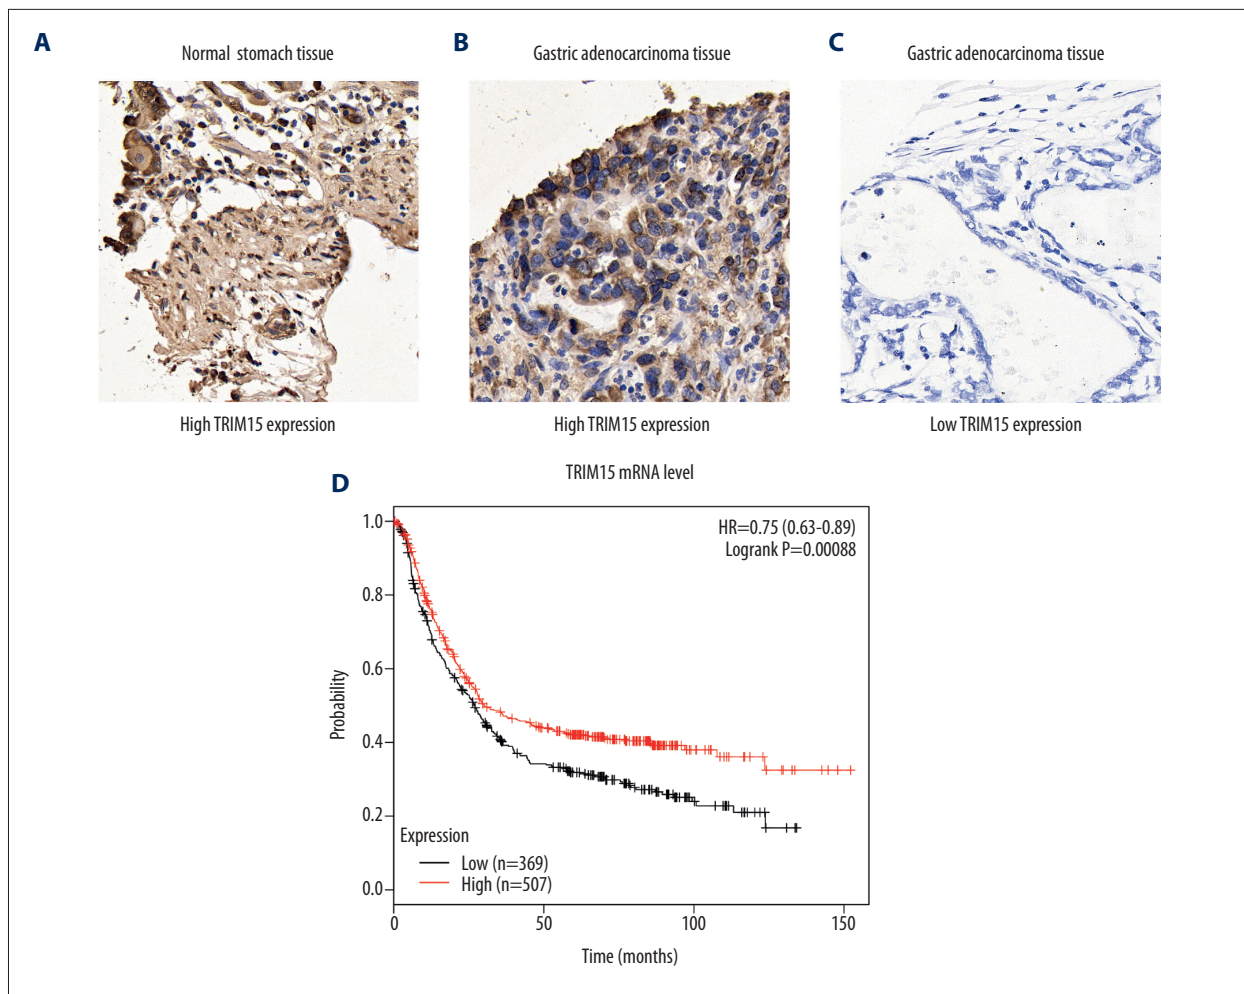 A
Normal stomach tissue
High TRIM15 expression
B
Gastric adenocarcinoma tissue
High TRIM15 expression
C
Gastric adenocarcinoma tissue
Low TRIM15 expression
D
TRIM15 mRNA level
HR=0.75 (0.63-0.89)
Logrank P=0.00088
Probability
1.0
0.8
0.6
0.4
0.2
0.0
Expression
Low (n=369)
High (n=507)
0
50
100
150
Time (months)